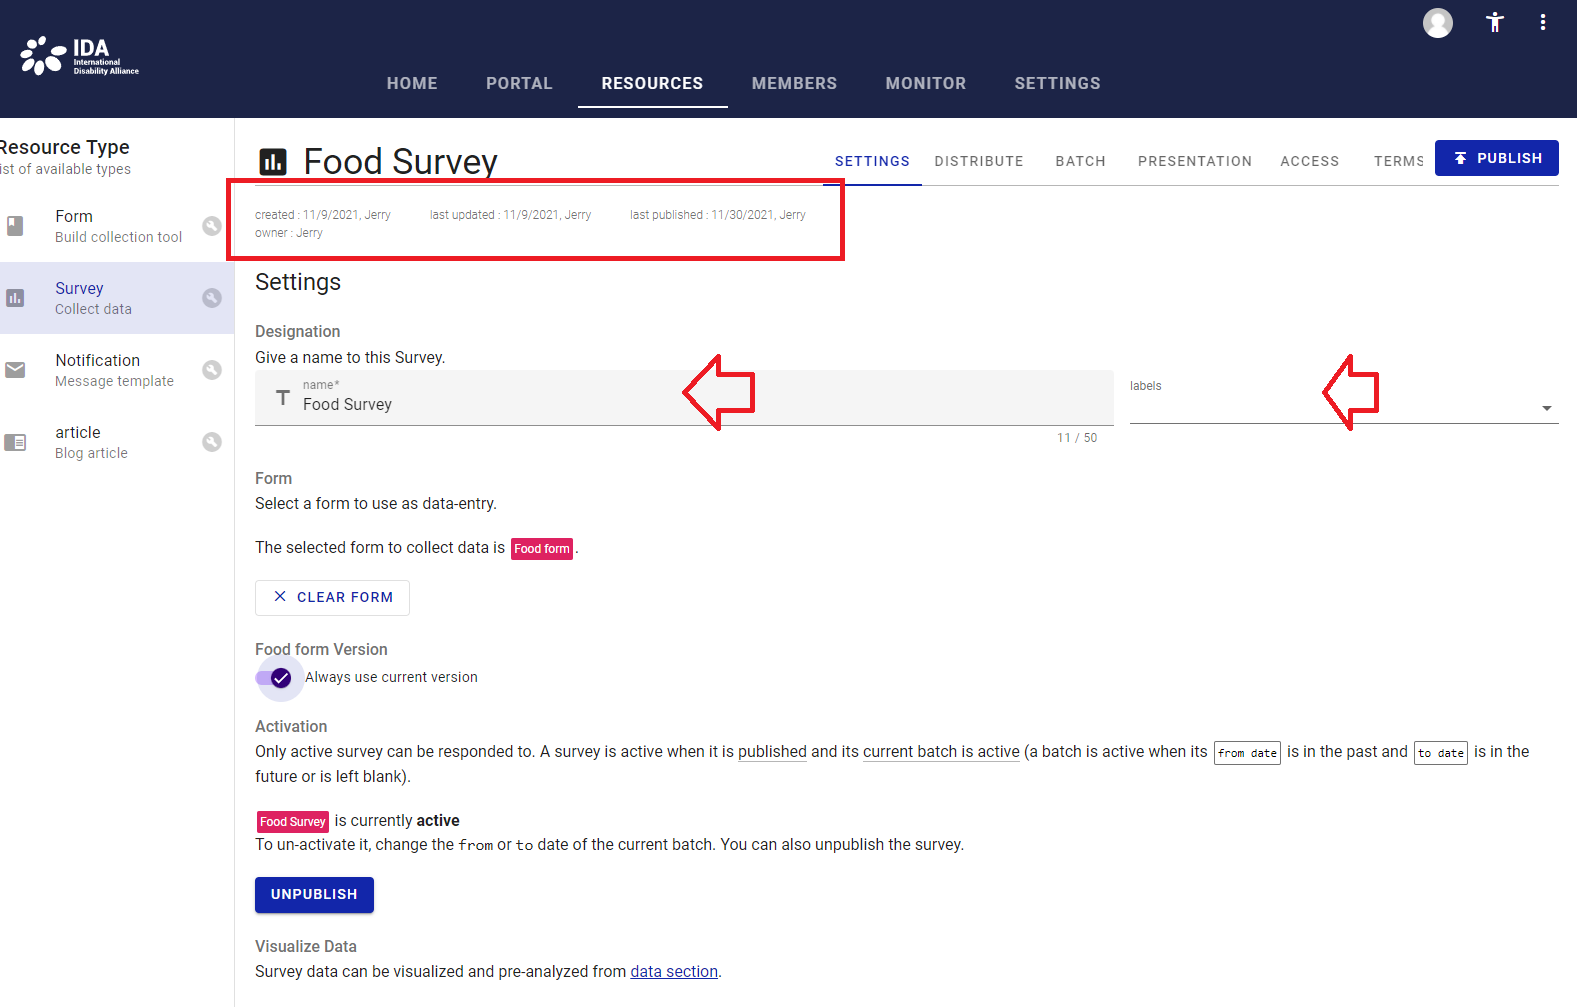 IDA
International
Disability Alliance
HOME PORTAL RESOURCES MEMBERS MONITOR SETTINGS
Resource Type
ist of available types
Form
Build collection tool
Survey
Collect data
Notification
Message template
article
Blog article
Food Survey
SETTINGS DISTRIBUTE BATCH PRESENTATION ACCESS TERMS PUBLISH
created : 11/9/2021, Jerry last updated : 11/9/2021, Jerry last published : 11/30/2021, Jerry
owner : Jerry
Settings
Designation
Give a name to this Survey.
name*
Food Survey
labels
11 / 50
Form
Select a form to use as data-entry.
The selected form to collect data is Food form .
CLEAR FORM
Food form Version
Always use current version
Activation
Only active survey can be responded to. A survey is active when it is published and its current batch is active (a batch is active when its from date is in the past and to date is in the
future or is left blank).
Food Survey is currently active
To un-activate it, change the from or to date of the current batch. You can also unpublish the survey.
UNPUBLISH
Visualize Data
Survey data can be visualized and pre-analyzed from data section.